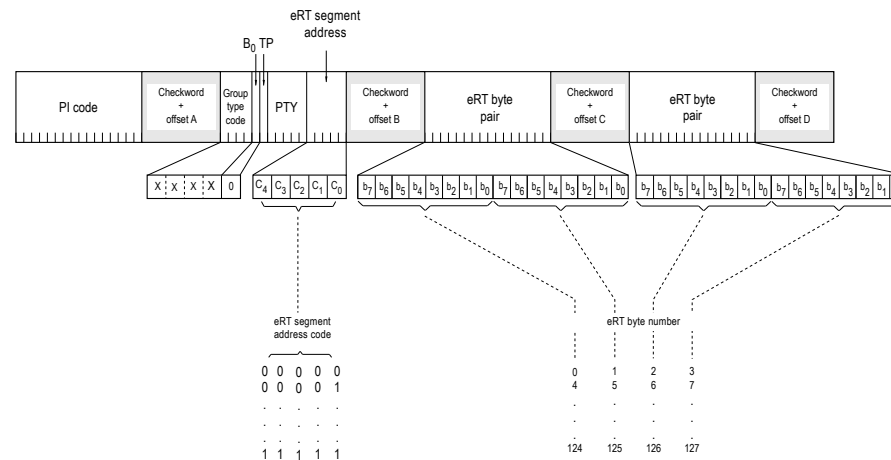 eRT segment
address
B0 TP
PI code
Checkword
+
offset A
Group
type
code
PTY
Checkword
+
offset B
eRT byte
pair
Checkword
+
offset C
eRT byte
pair
Checkword
+
offset D
X X X X 0
C4 C3 C2 C1 C0
b7 b6 b5 b4 b3 b2 b1 b0 b7 b6 b5 b4 b3 b2 b1 b0
b7 b6 b5 b4 b3 b2 b1 b0 b7 b6 b5 b4 b3 b2 b1
eRT segment
address code
eRT byte number
0 0 0 0 0
0 0 0 0 1
. . . . .
. . . . .
1 1 1 1 1
0 1 2 3
4 5 6 7
. . . .
. . . .
124 125 126 127